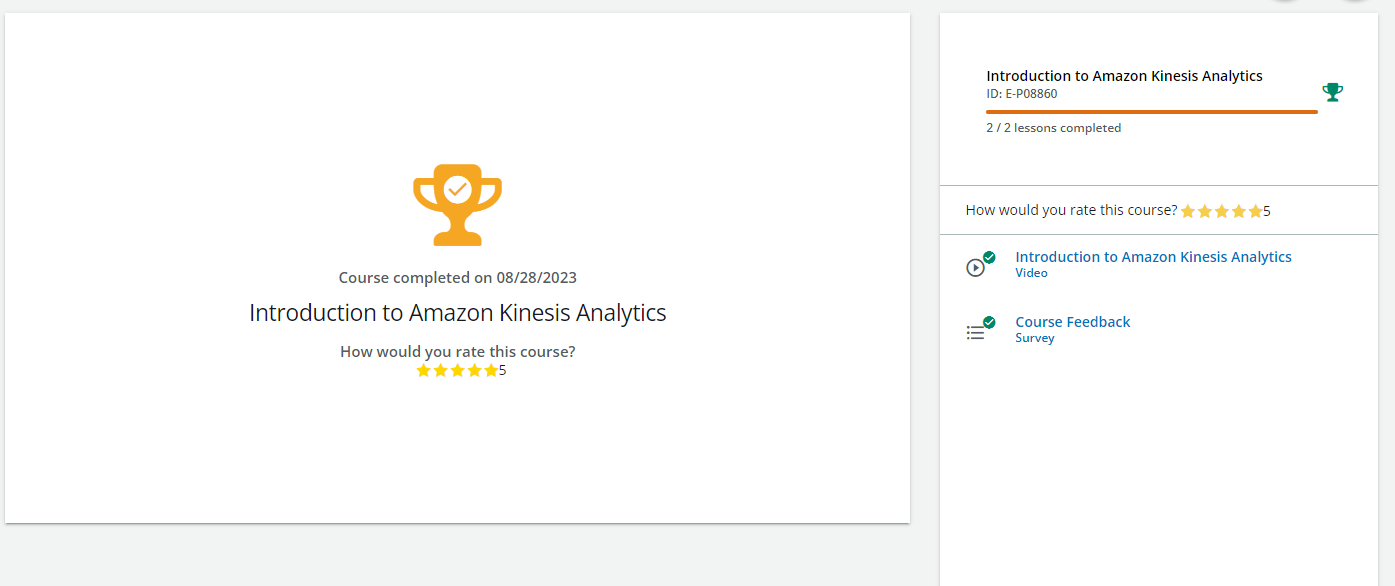 Course completed on 08/28/2023
Introduction to Amazon Kinesis Analytics
How would you rate this course?
5
Introduction to Amazon Kinesis Analytics
ID: E-P08860
2 / 2 lessons completed
How would you rate this course? 5
Introduction to Amazon Kinesis Analytics
Video
Course Feedback
Survey